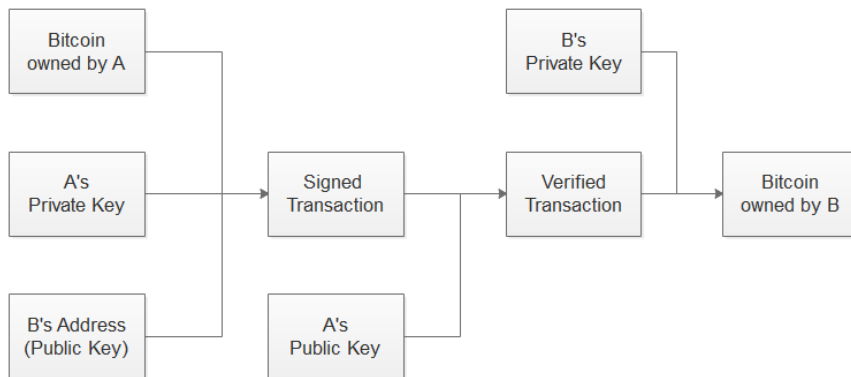 Bitcoin
owned by A
B's
Private Key
A's
Private Key
Signed
Transaction
Verified
Transaction
Bitcoin
owned by B
B's Address
(Public Key)
A's
Public Key